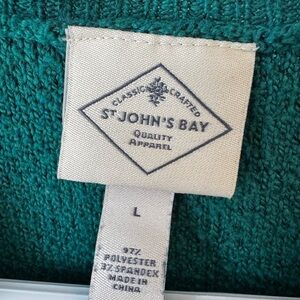 CLASSIC CRAFTED
ST JOHN'S BAY
QUALITY
APPAREL
L
97%
POLYESTER
3% SPANDEX
MADE IN
CHINA